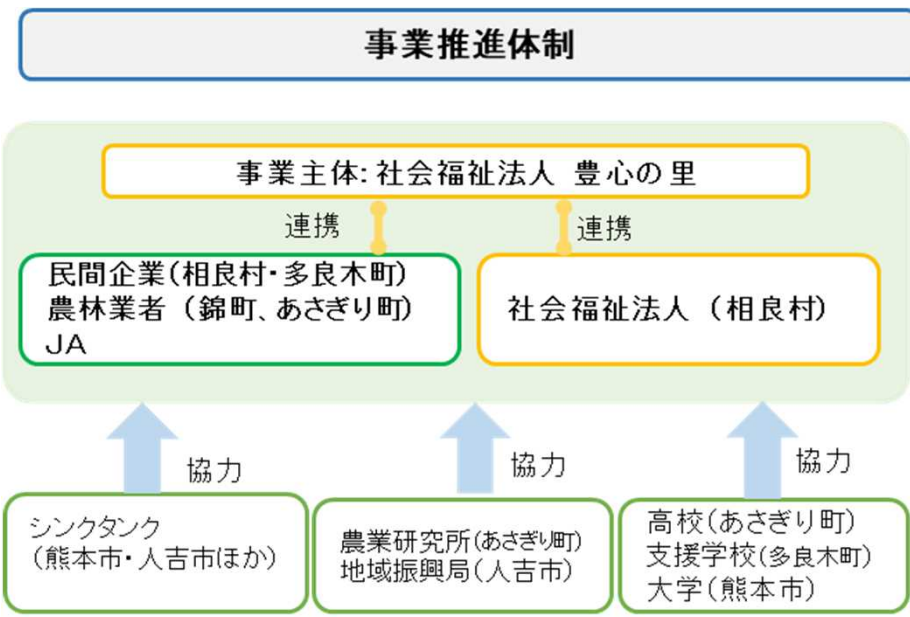 事業推進体制
事業主体: 社会福祉法人 豊心の里
連携
連携
民間企業(相良村・多良木町)
農林業者 (錦町、あさぎり町)
JA
社会福祉法人 (相良村)
協力
協力
協力
シンクタンク
(熊本市・人吉市ほか)
農業研究所(あさぎり町)
地域振興局(人吉市)
高校(あさぎり町)
支援学校(多良木町)
大学(熊本市)